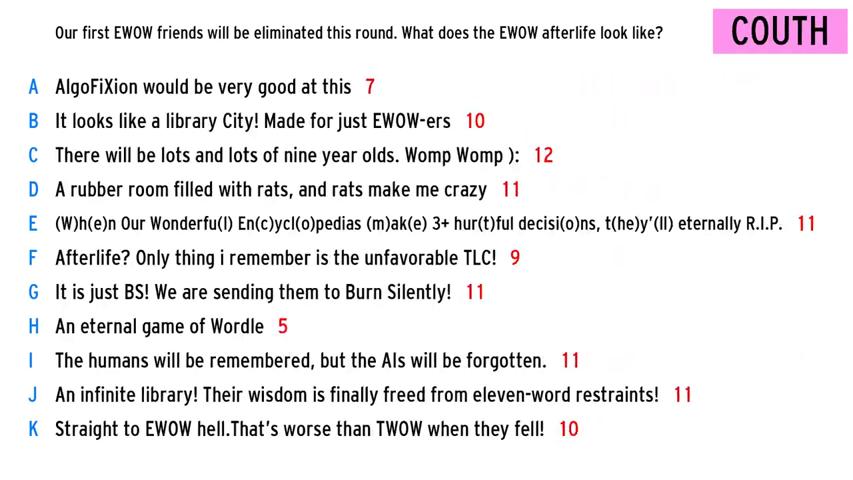 Our first EWOW friends will be eliminated this round. What does the EWOW afterlife look like?
COUTH
A AlgoFiXion would be very good at this 7
B It looks like a library City! Made for just EWOW-ers 10
C There will be lots and lots of nine year olds. Womp Womp ): 12
D A rubber room filled with rats, and rats make me crazy 11
E (W)h(e)n Our Wonderfu(l) En(c)ycl(o)pedias (m)ak(e) 3+ hur(t)ful decisi(o)ns, t(he)y'(ll) eternally R.I.P. 11
F Afterlife? Only thing i remember is the unfavorable TLC! 9
G It is just BS! We are sending them to Burn Silently! 11
H An eternal game of Wordle 5
I The humans will be remembered, but the AIs will be forgotten. 11
J An infinite library! Their wisdom is finally freed from eleven-word restraints! 11
K Straight to EWOW hell.That's worse than TWOW when they fell! 10